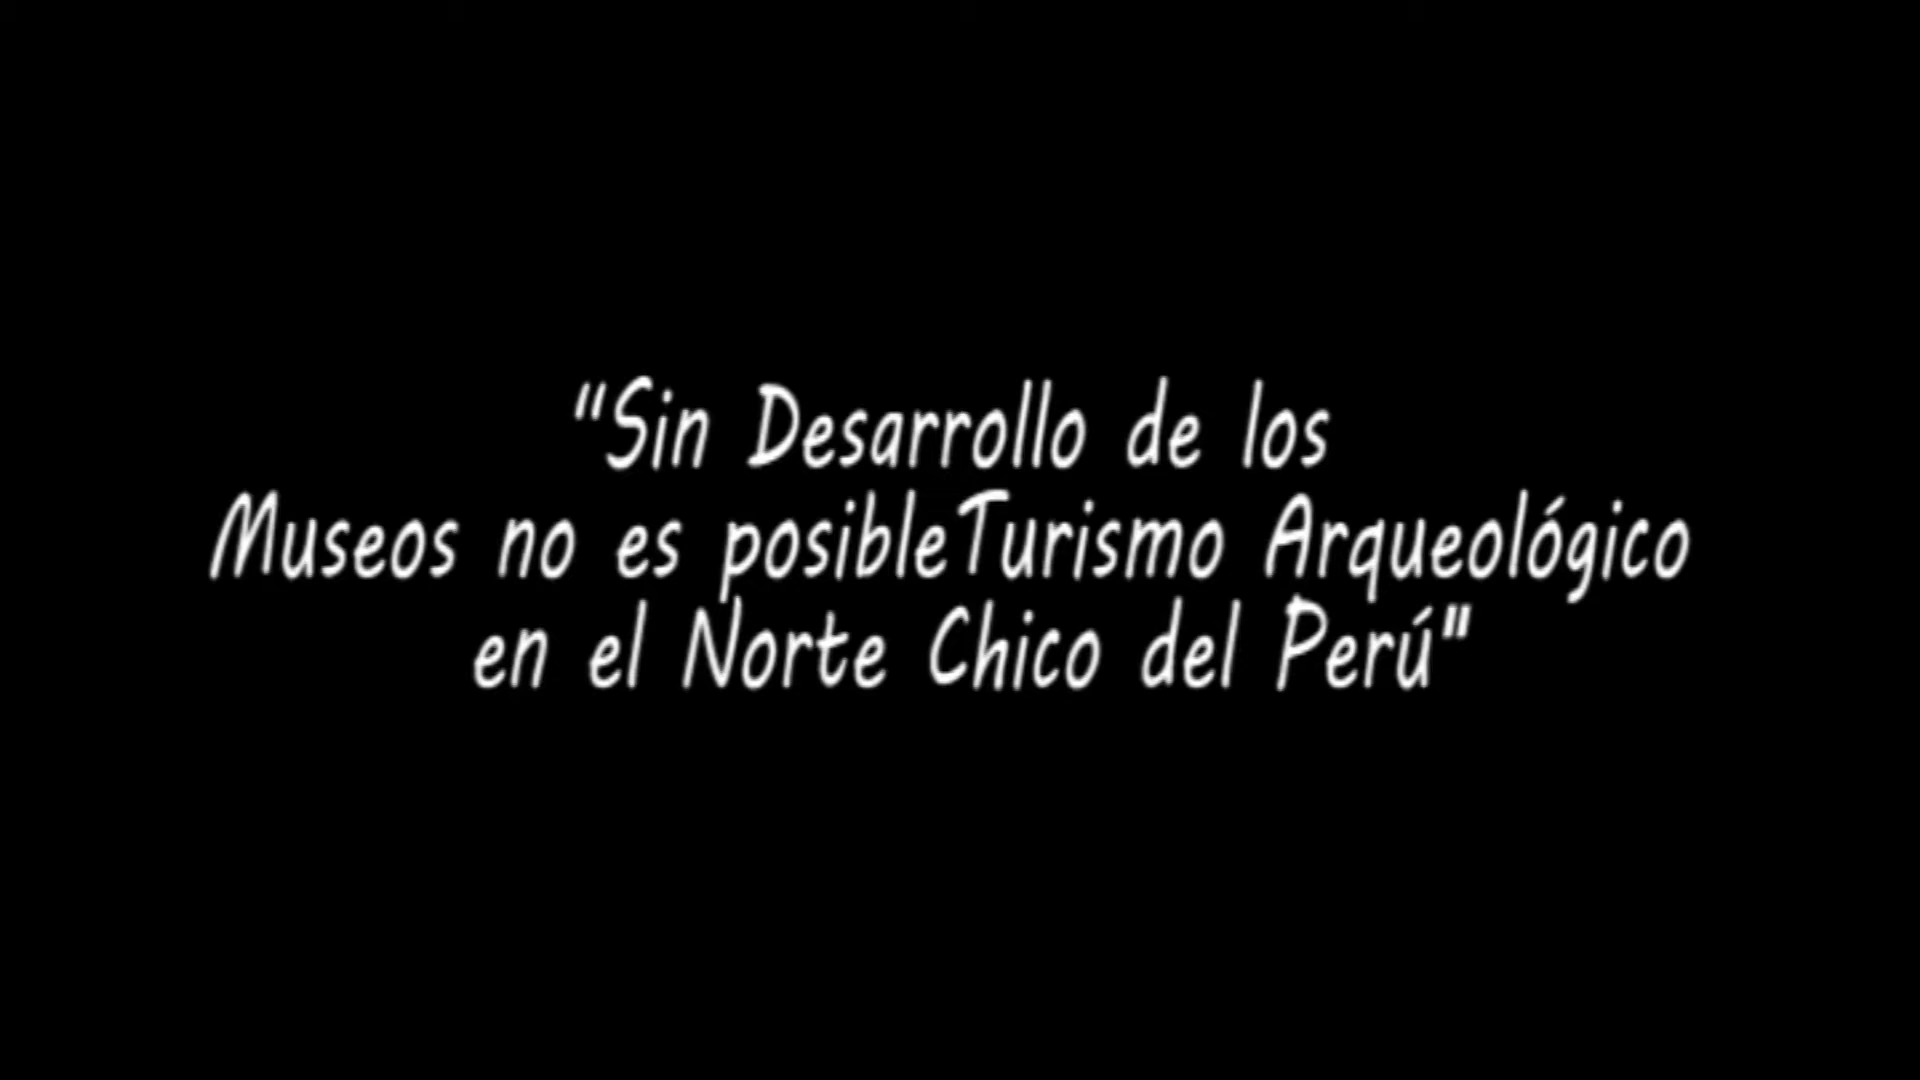 "Sin Desarrollo de los
Museos no es posibleTurismo Arqueológico
en el Norte Chico del Perú"